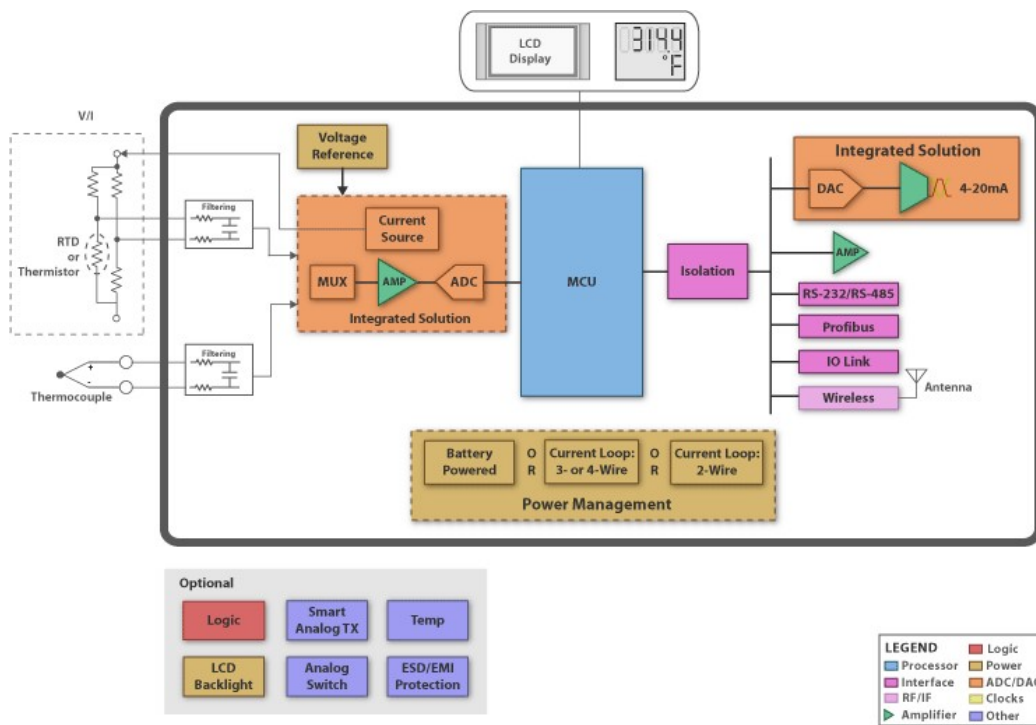 LCD
Display
314.4
°F
V/I
RTD
or
Thermistor
+
-
Thermocouple
Filtering
Filtering
Voltage
Reference
Current
Source
MUX
AMP
ADC
Integrated Solution
MCU
Isolation
Integrated Solution
DAC
4-20mA
AMP
RS-232/RS-485
Profibus
IO Link
Wireless
Antenna
Battery
Powered
O
R
Current Loop:
3- or 4-Wire
O
R
Current Loop:
2-Wire
Power Management
Optional
Logic
Smart
Analog TX
Temp
LCD
Backlight
Analog
Switch
ESD/EMI
Protection
LEGEND
Processor
Interface
RF/IF
Amplifier
Logic
Power
ADC/DAC
Clocks
Other